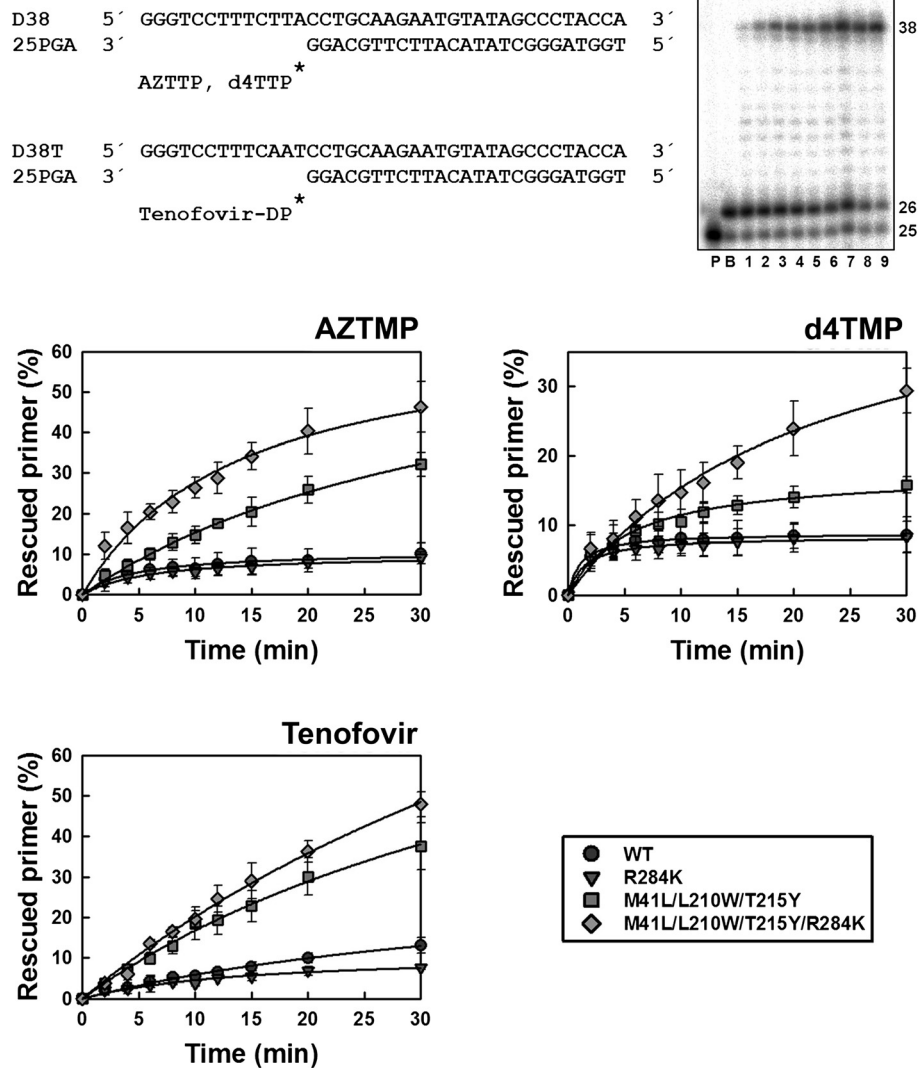 D38 5´ GGGTCCTTTCTTACCTGCAAGAATGTATAGCCCTACCA 3´
25PGA 3´ GGACGTTCTTACATATCGGGATGGT 5´
AZTTP, d4TTP*
D38T 5´ GGGTCCTTTCAATCCTGCAAGAATGTATAGCCCTACCA 3´
25PGA 3´ GGACGTTCTTACATATCGGGATGGT 5´
Tenofovir-DP*
38
26
25
P B 1 2 3 4 5 6 7 8 9
AZTMP
Rescued primer (%)
60
50
40
30
20
10
0
0 5 10 15 20 25 30
Time (min)
d4TMP
Rescued primer (%)
30
20
10
0
0 5 10 15 20 25 30
Time (min)
Tenofovir
Rescued primer (%)
60
50
40
30
20
10
0
0 5 10 15 20 25 30
Time (min)
WT
R284K
M41L/L210W/T215Y
M41L/L210W/T215Y/R284K